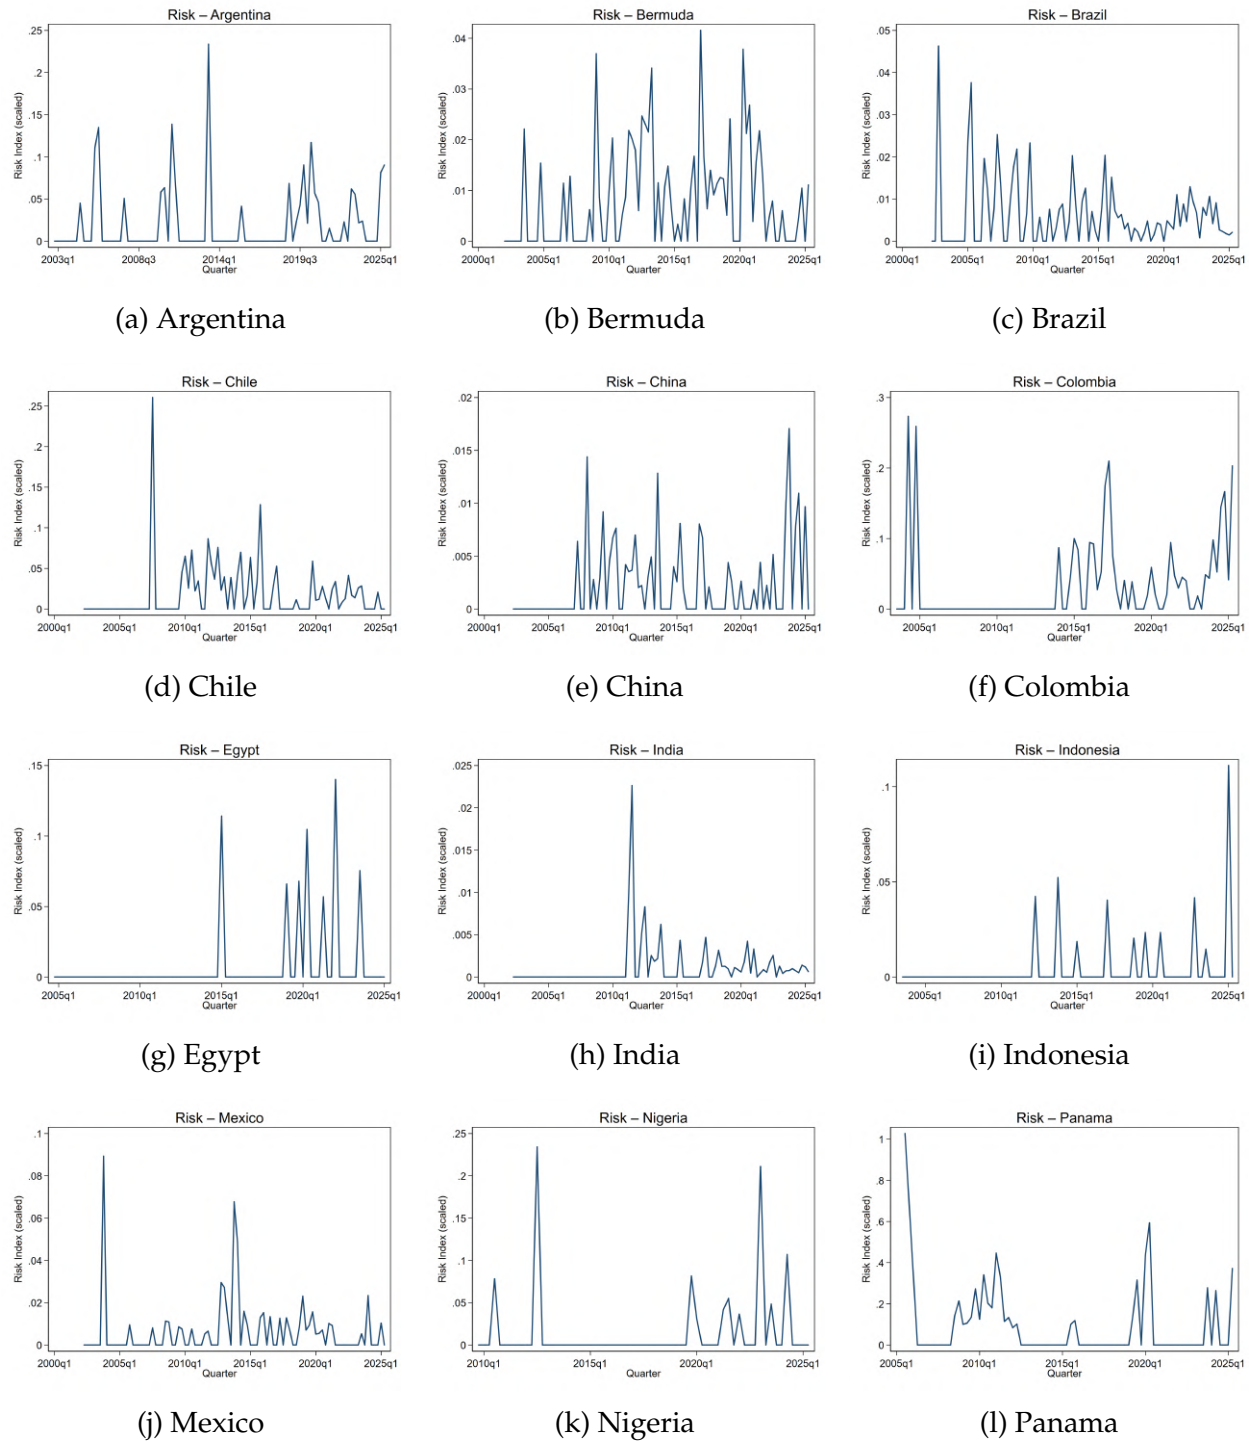 Risk – Argentina
Risk Index (scaled)
.25
.2
.15
.1
.05
0
2003q1 2008q3 2014q1 2019q3 2025q1
Quarter
(a) Argentina
Risk – Bermuda
Risk Index (scaled)
.04
.03
.02
.01
0
2000q1 2005q1 2010q1 2015q1 2020q1 2025q1
Quarter
(b) Bermuda
Risk – Brazil
Risk Index (scaled)
.05
.04
.03
.02
.01
0
2000q1 2005q1 2010q1 2015q1 2020q1 2025q1
Quarter
(c) Brazil
Risk – Chile
Risk Index (scaled)
.25
.2
.15
.1
.05
0
2000q1 2005q1 2010q1 2015q1 2020q1 2025q1
Quarter
(d) Chile
Risk – China
Risk Index (scaled)
.02
.015
.01
.005
0
2000q1 2005q1 2010q1 2015q1 2020q1 2025q1
Quarter
(e) China
Risk – Colombia
Risk Index (scaled)
.3
.2
.1
0
2005q1 2010q1 2015q1 2020q1 2025q1
Quarter
(f) Colombia
Risk – Egypt
Risk Index (scaled)
.15
.1
.05
0
2005q1 2010q1 2015q1 2020q1 2025q1
Quarter
(g) Egypt
Risk – India
Risk Index (scaled)
.025
.02
.015
.01
.005
0
2000q1 2005q1 2010q1 2015q1 2020q1 2025q1
Quarter
(h) India
Risk – Indonesia
Risk Index (scaled)
.1
.05
0
2005q1 2010q1 2015q1 2020q1 2025q1
Quarter
(i) Indonesia
Risk – Mexico
Risk Index (scaled)
.1
.08
.06
.04
.02
0
2000q1 2005q1 2010q1 2015q1 2020q1 2025q1
Quarter
(j) Mexico
Risk – Nigeria
Risk Index (scaled)
.25
.2
.15
.1
.05
0
2010q1 2015q1 2020q1 2025q1
Quarter
(k) Nigeria
Risk – Panama
Risk Index (scaled)
1
.8
.6
.4
.2
0
2005q1 2010q1 2015q1 2020q1 2025q1
Quarter
(l) Panama